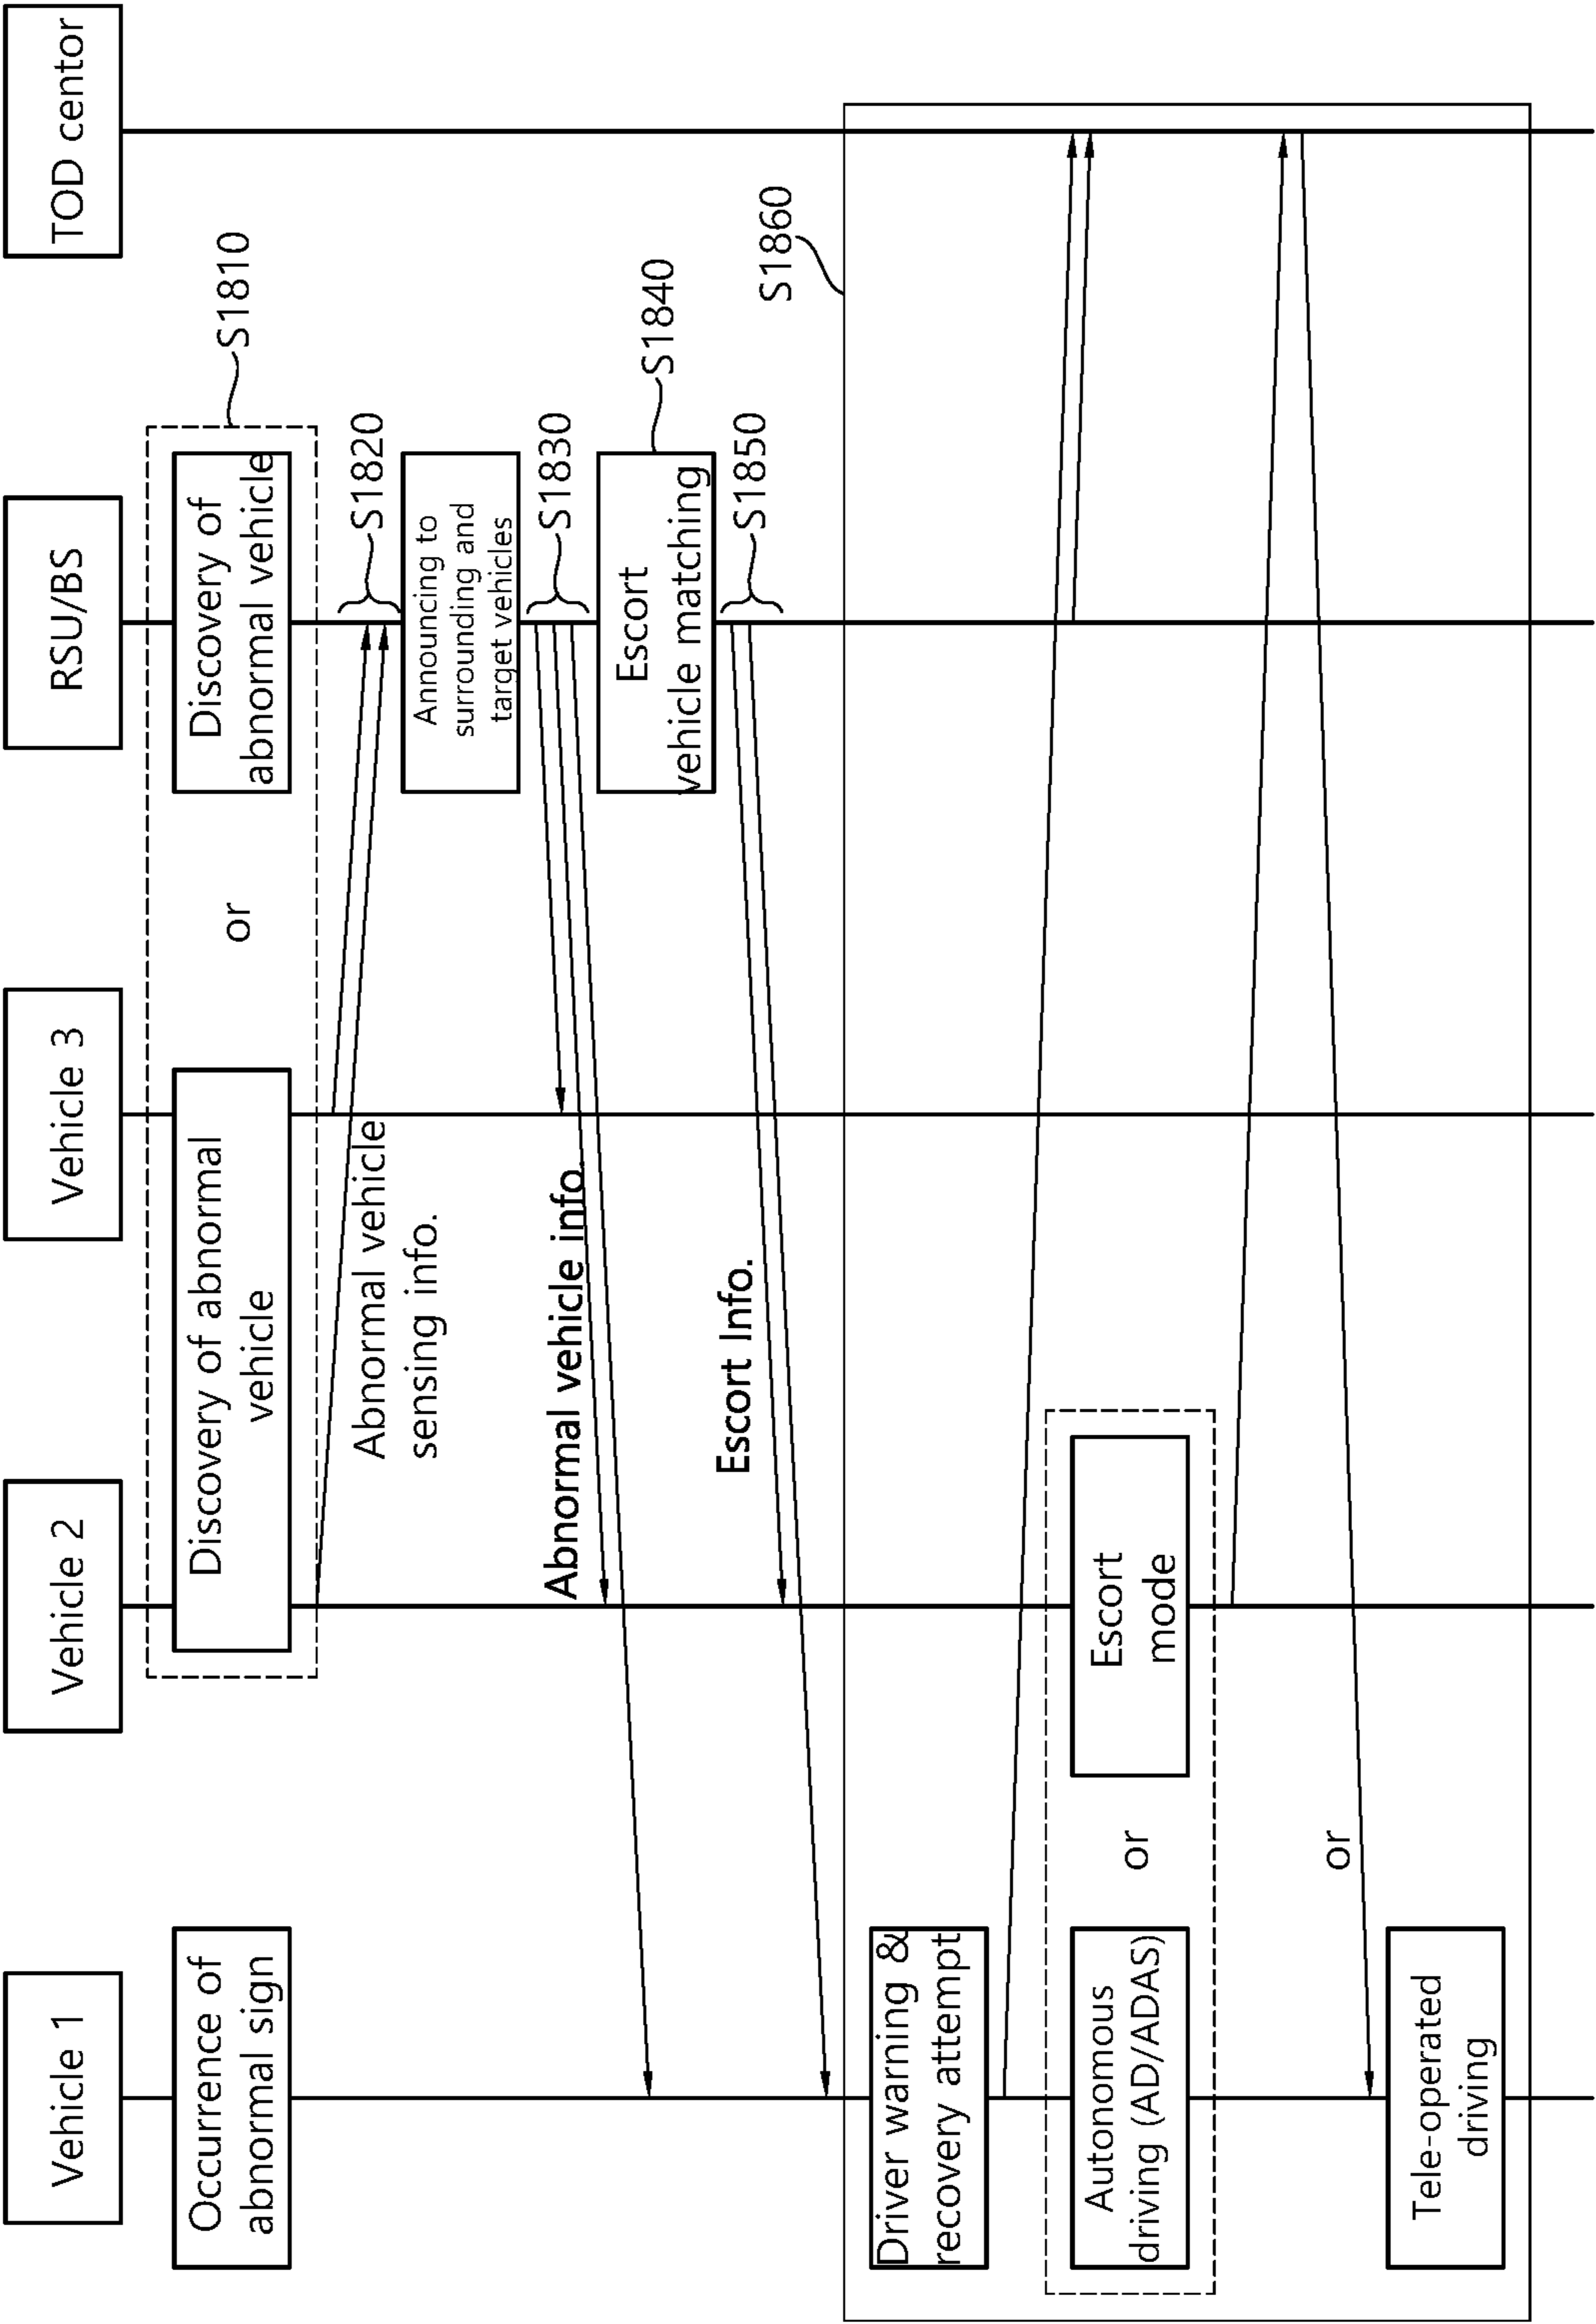 Vehicle 1
Vehicle 2
Vehicle 3
RSU/BS
TOD centor
Occurrence of
abnormal sign
Discovery of abnormal
vehicle
or
Discovery of
abnormal vehicle
S1810
Abnormal vehicle
sensing info.
S1820
Announcing to
surrounding and
target vehicles
Abnormal vehicle info.
S1830
Escort
vehicle matching
S1840
Escort Info.
S1850
S1860
Driver warning &
recovery attempt
Autonomous
driving (AD/ADAS)
or
Escort
mode
or
Tele-operated
driving